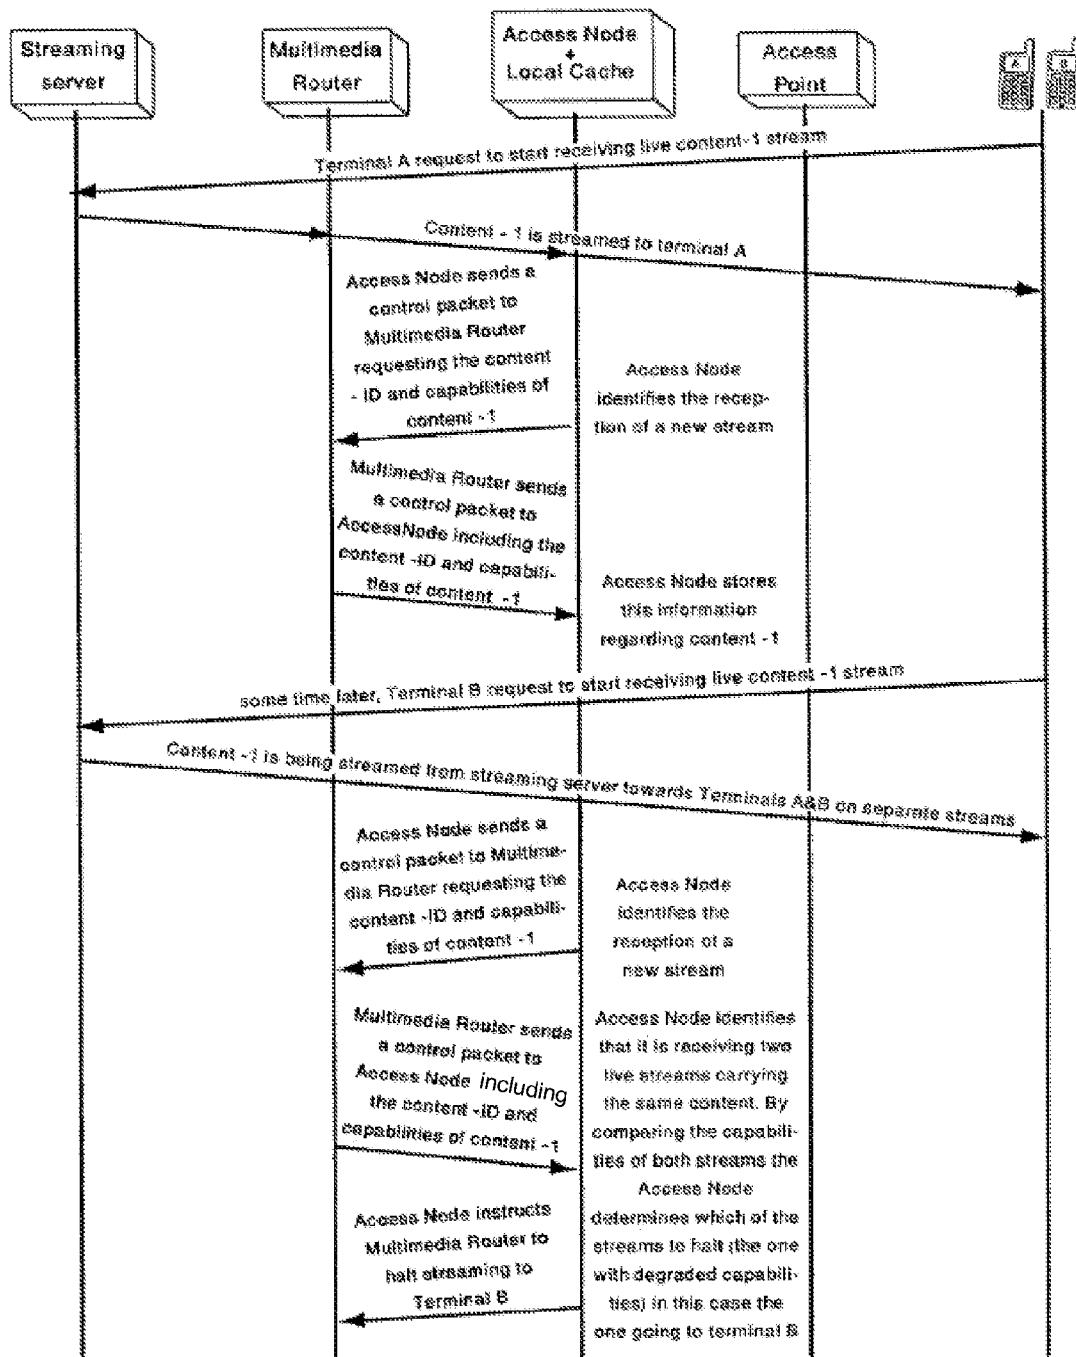 Streaming
server
Multimedia
Router
Access Node
+
Local Cache
Access
Point
A
B
Terminal A request to start receiving live content-1 stream
Content - 1 is streamed to terminal A
Access Node sends a
control packet to
Multimedia Router
requesting the content
- ID and capabilities of
content -1
Access Node
identifies the recep-
tion of a new stream
Multimedia Router sends
a control packet to
AccessNode including the
content -ID and capabili-
ties of content -1
Access Node stores
this information
regarding content -1
some time later, Terminal B request to start receiving live content -1 stream
Content -1 is being streamed from streaming server towards Terminals A&B on separate streams
Access Node sends a
control packet to Multime-
dia Router requesting the
content -ID and capabili-
ties of content -1
Access Node
identifies the
reception of a
new stream
Multimedia Router sends
a control packet to
Access Node including
the content -ID and
capabilities of content -1
Access Node identifies
that it is receiving two
live streams carrying
the same content. By
comparing the capabili-
ties of both streams the
Access Node
determines which of the
streams to halt (the one
with degraded capabili-
ties) in this case the
one going to terminal B
Access Node instructs
Multimedia Router to
halt streaming to
Terminal B